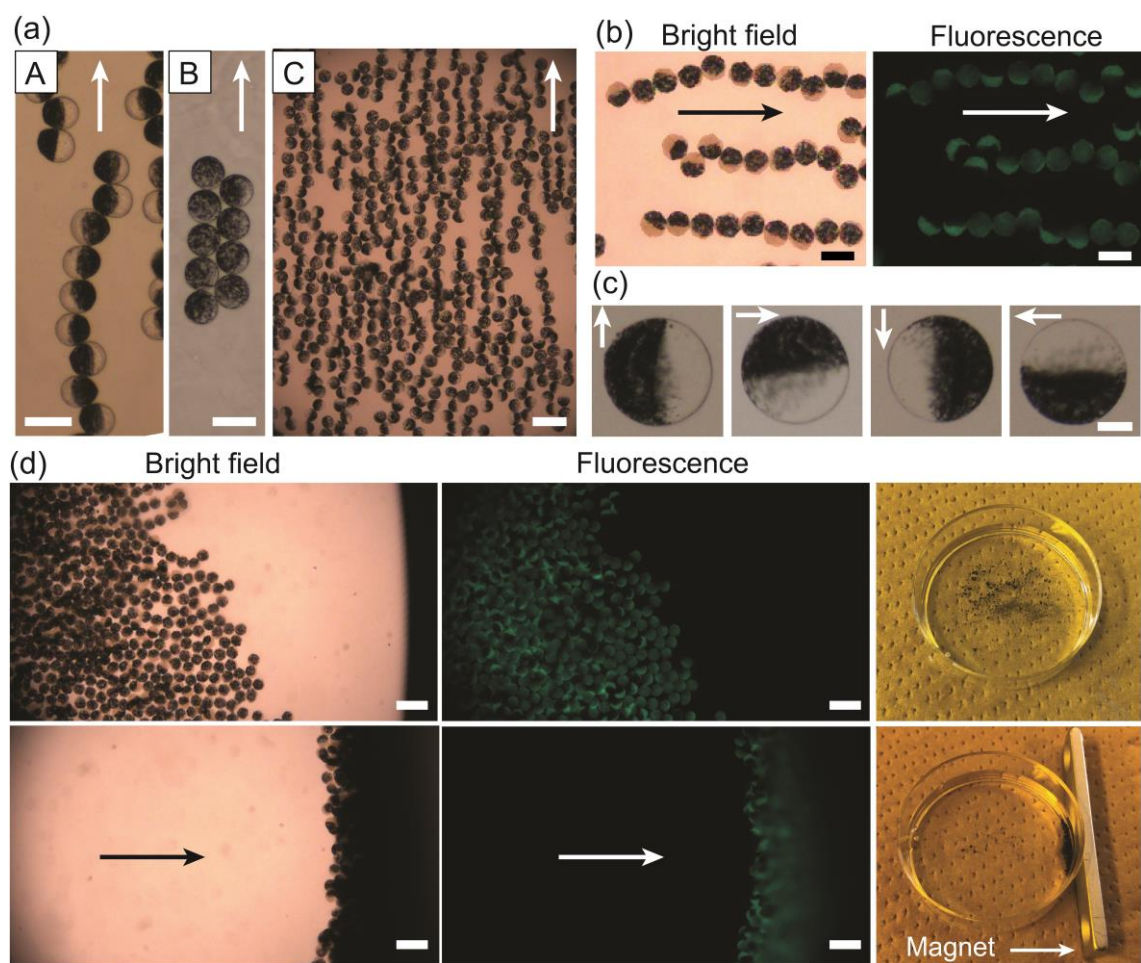 (a)
A
B
C
(b)
Bright field
Fluorescence
(c)
(d)
Bright field
Fluorescence
Magnet